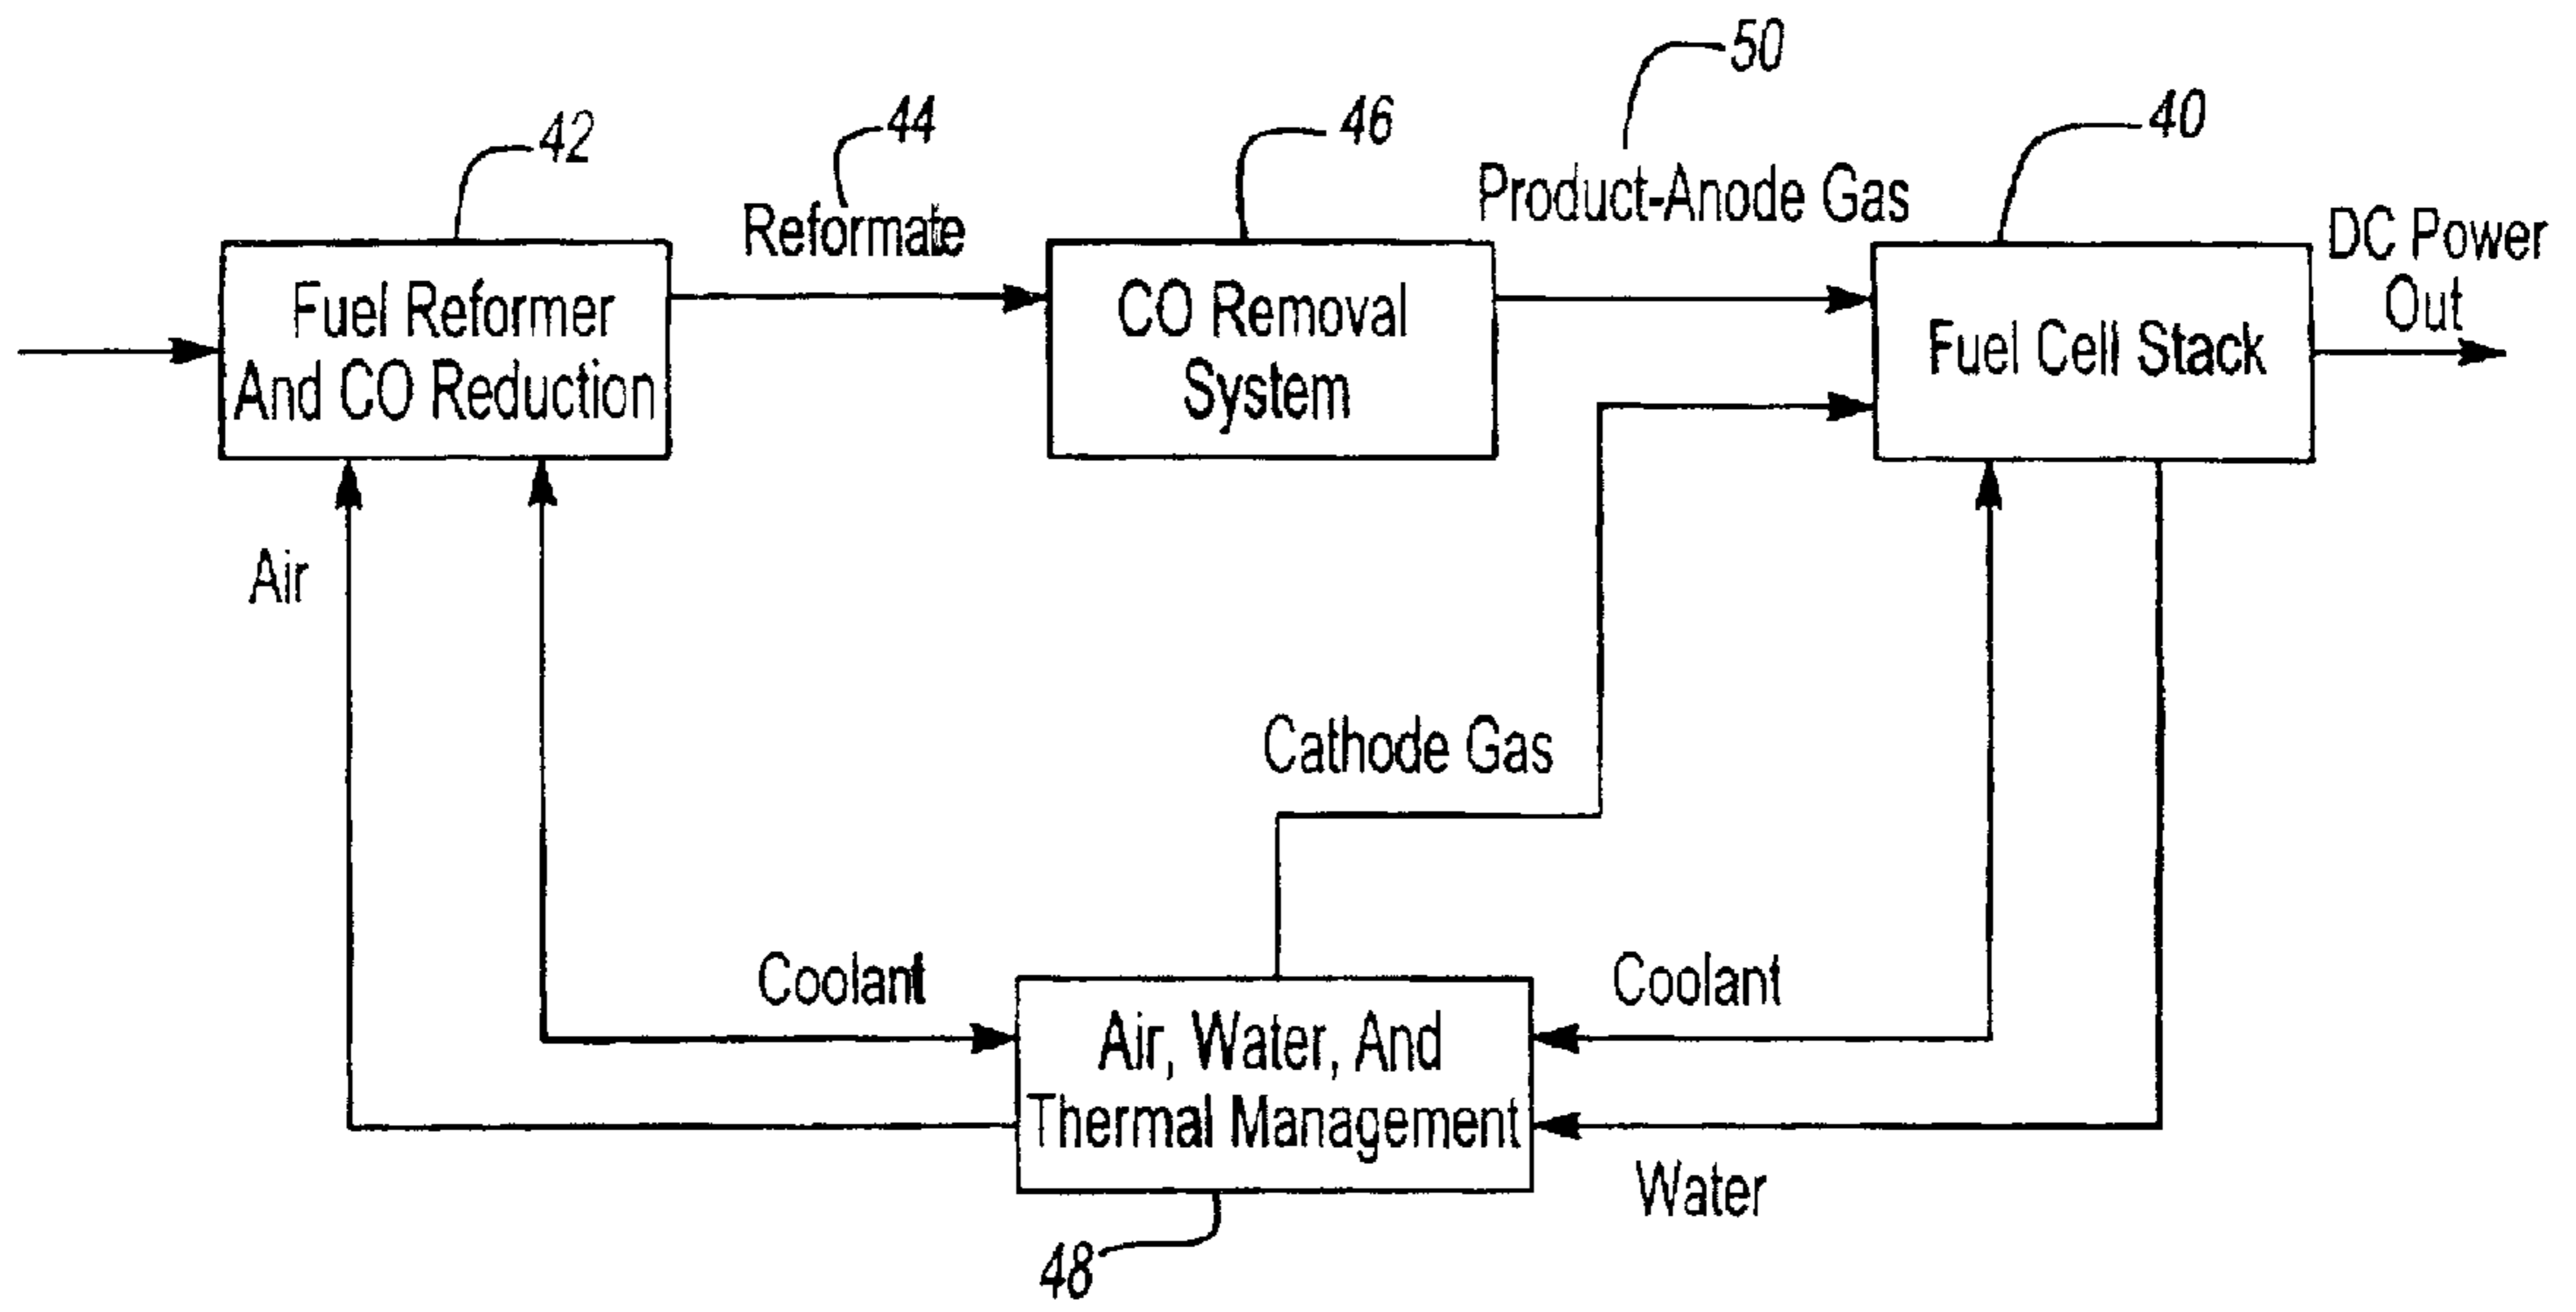 50
44
46
40
42
Product-Anode Gas
Reformate
DC Power
Out
Fuel Reformer
And CO Reduction
CO Removal
System
Fuel Cell Stack
Air
Cathode Gas
Coolant
Coolant
Air, Water, And
Thermal Management
Water
48